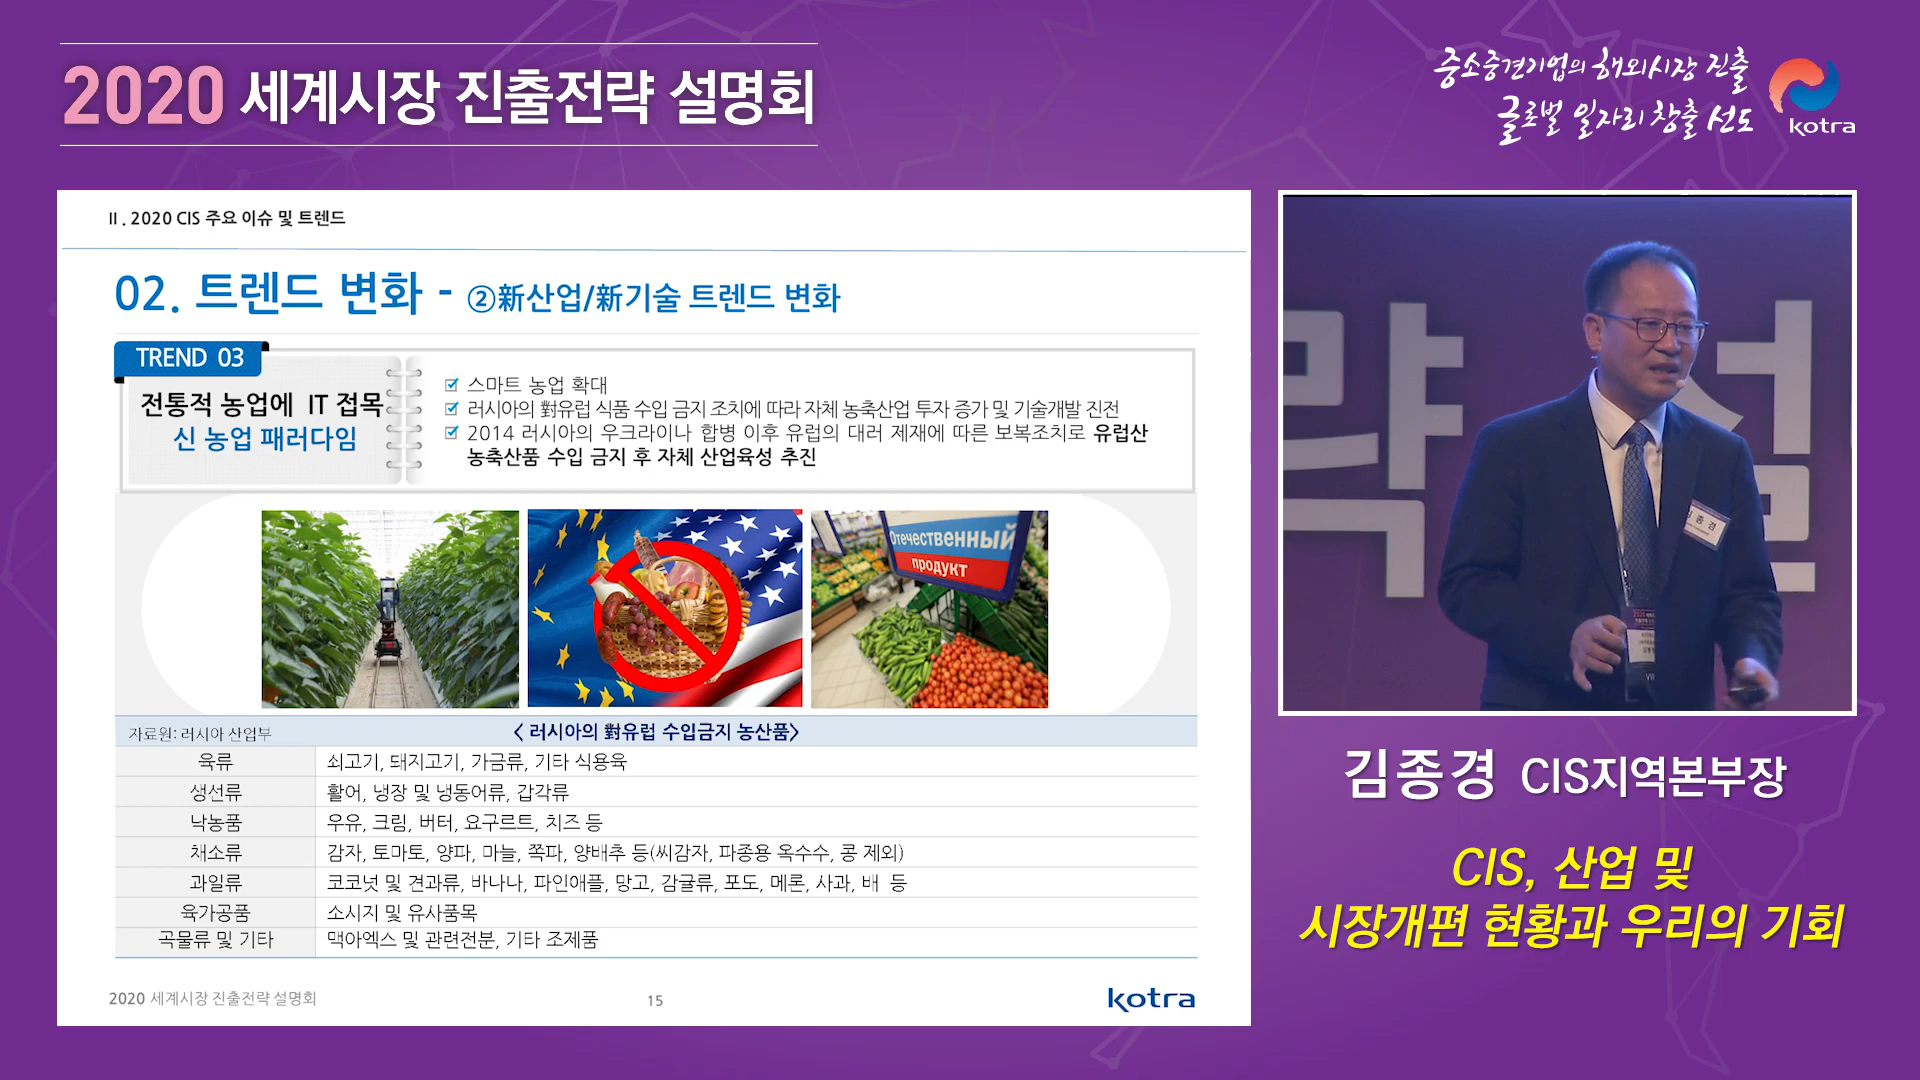 2020 세계시장 진출전략 설명회
중소중견기업의 해외시장 진출
글로벌 일자리 창출 선도
kotra
II . 2020 CIS 주요 이슈 및 트렌드
02. 트렌드 변화 - ②新산업/新기술 트렌드 변화
TREND 03
전통적 농업에 IT 접목
신 농업 패러다임
스마트 농업 확대
러시아의 對유럽 식품 수입 금지 조치에 따라 자체 농축산업 투자 증가 및 기술개발 진전
2014 러시아의 우크라이나 합병 이후 유럽의 대러 제재에 따른 보복조치로 유럽산
농축산품 수입 금지 후 자체 산업육성 추진
Отечественный
продукт
자료원: 러시아 산업부
< 러시아의 對유럽 수입금지 농산품>
육류 쇠고기, 돼지고기, 가금류, 기타 식용육
생선류 활어, 냉장 및 냉동어류, 갑각류
낙농품 우유, 크림, 버터, 요구르트, 치즈 등
채소류 감자, 토마토, 양파, 마늘, 쪽파, 양배추 등(씨감자, 파종용 옥수수, 콩 제외)
과일류 코코넛 및 견과류, 바나나, 파인애플, 망고, 감귤류, 포도, 메론, 사과, 배 등
육가공품 소시지 및 유사품목
곡물류 및 기타 맥아엑스 및 관련전분, 기타 조제품
2020 세계시장 진출전략 설명회
15
kotra
략 설
김종경
김종경 CIS지역본부장
CIS, 산업 및
시장개편 현황과 우리의 기회